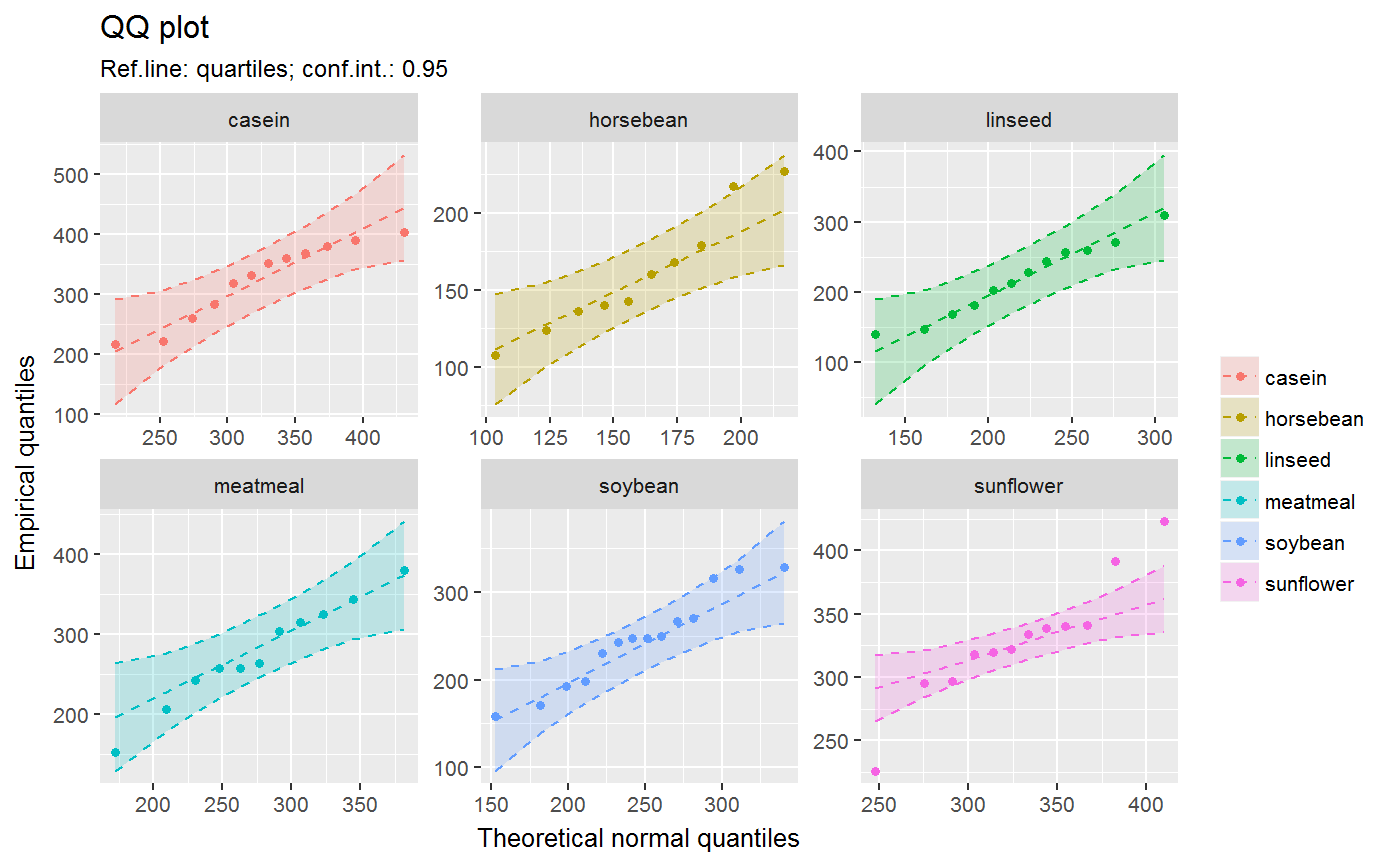 QQ plot
Ref.line: quartiles; conf.int.: 0.95
casein
horsebean
linseed
500
400
300
200
100
250 300 350 400
200
150
100
100 125 150 175 200
400
300
200
100
150 200 250 300
meatmeal
soybean
sunflower
400
300
200
200 250 300 350
300
200
100
150 200 250 300
400
350
300
250
250 300 350 400
Empirical quantiles
Theoretical normal quantiles
casein
horsebean
linseed
meatmeal
soybean
sunflower